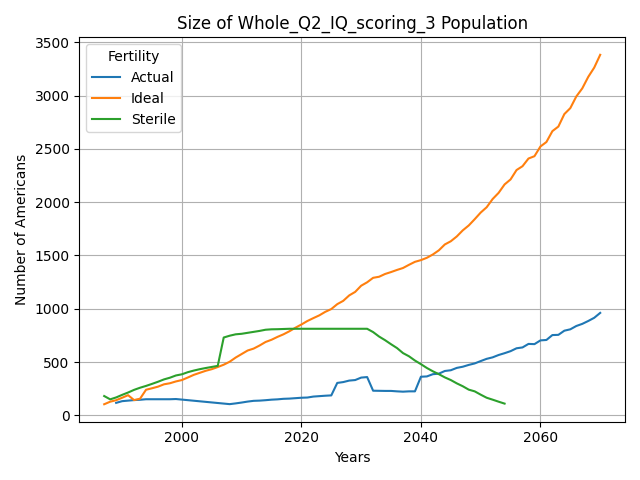 Size of Whole_Q2_IQ_scoring_3 Population
3500
3000
2500
2000
1500
1000
500
0
Number of Americans
Fertility
Actual
Ideal
Sterile
2000
2020
2040
2060
Years